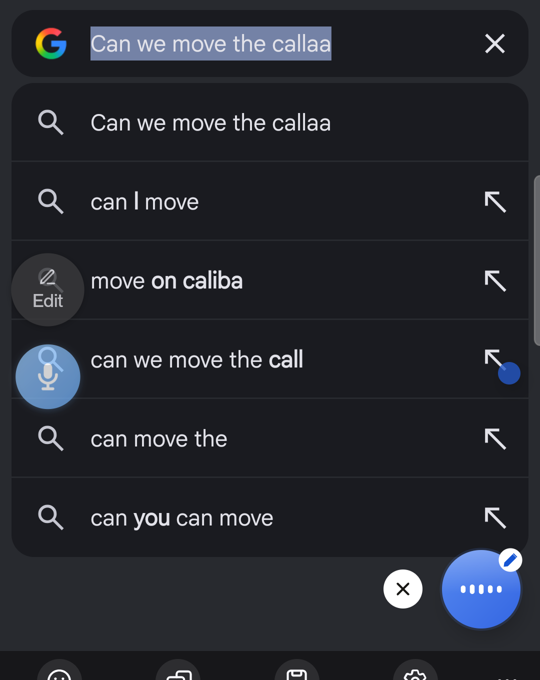 Can we move the callaa
Can we move the callaa
can I move
move on caliba
Edit
can we move the call
can move the
can you can move